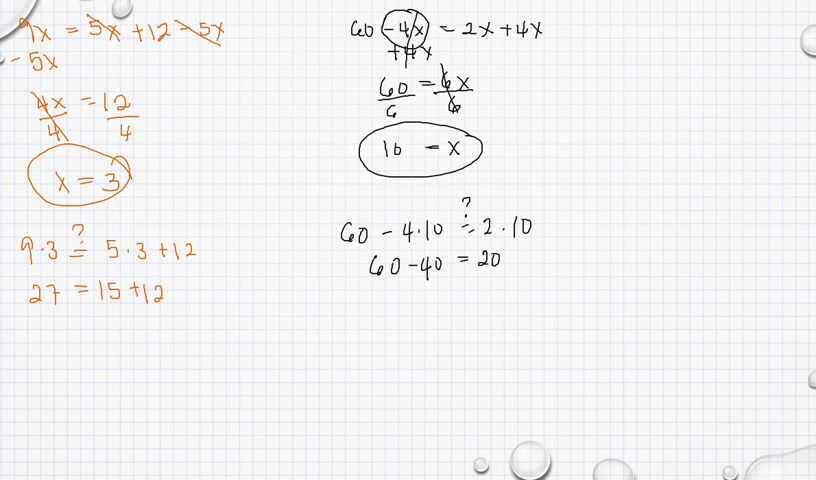 9x = 5x + 12 - 5x
- 5x
4x = 12
4 4
x = 3
9·3 ≟ 5·3 + 12
27 = 15 + 12
60 - 4x = 2x + 4x
+ 4x
60 = 6x
6 6
10 = x
60 - 4·10 ≟ 2·10
60 - 40 = 20